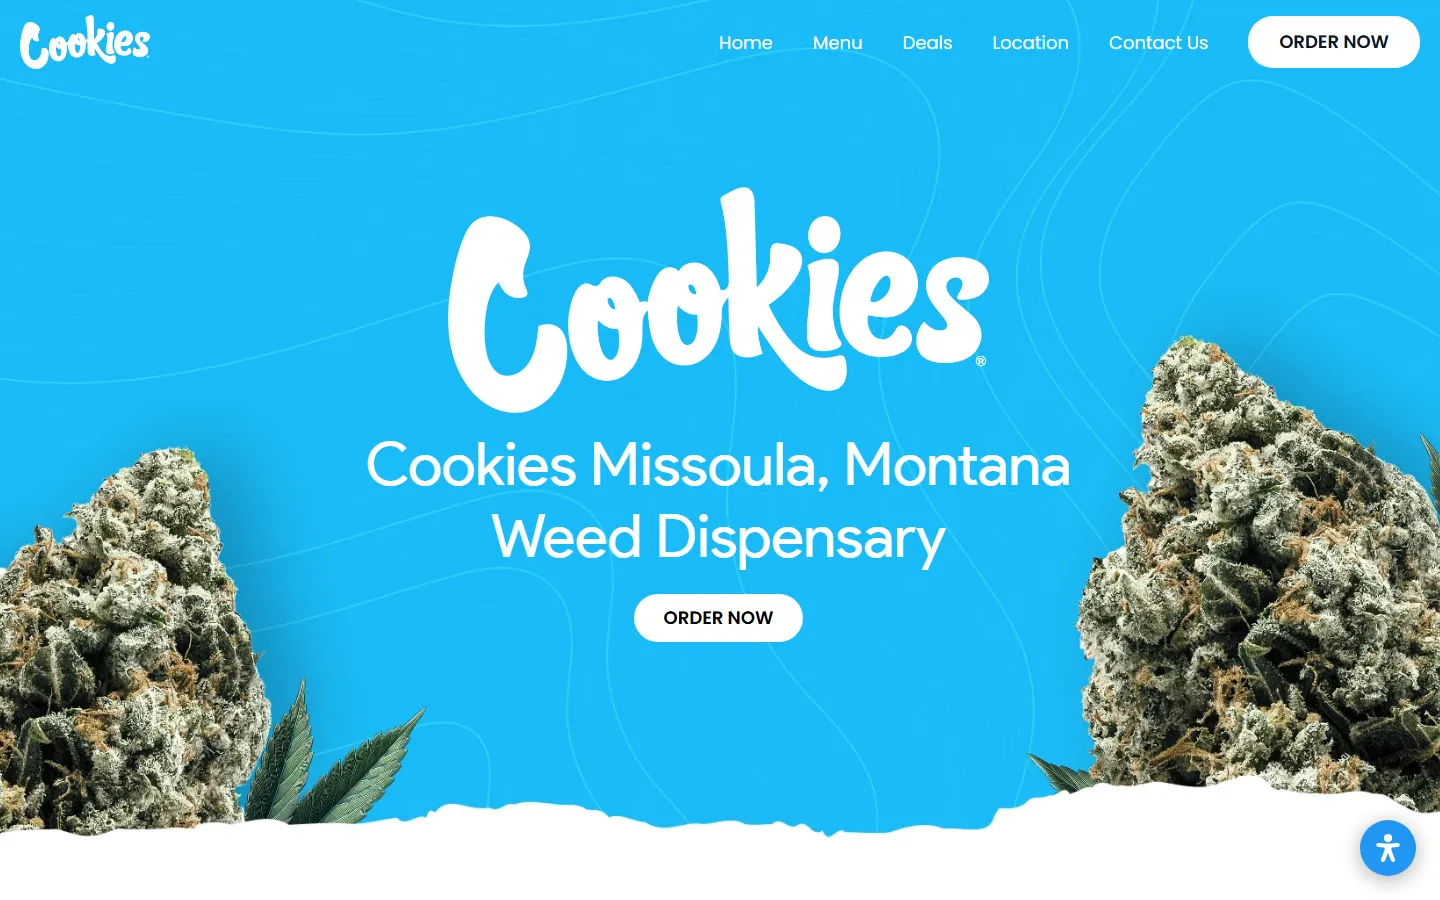 Cookies
Home
Menu
Deals
Location
Contact Us
ORDER NOW
Cookies®
Cookies Missoula, Montana
Weed Dispensary
ORDER NOW